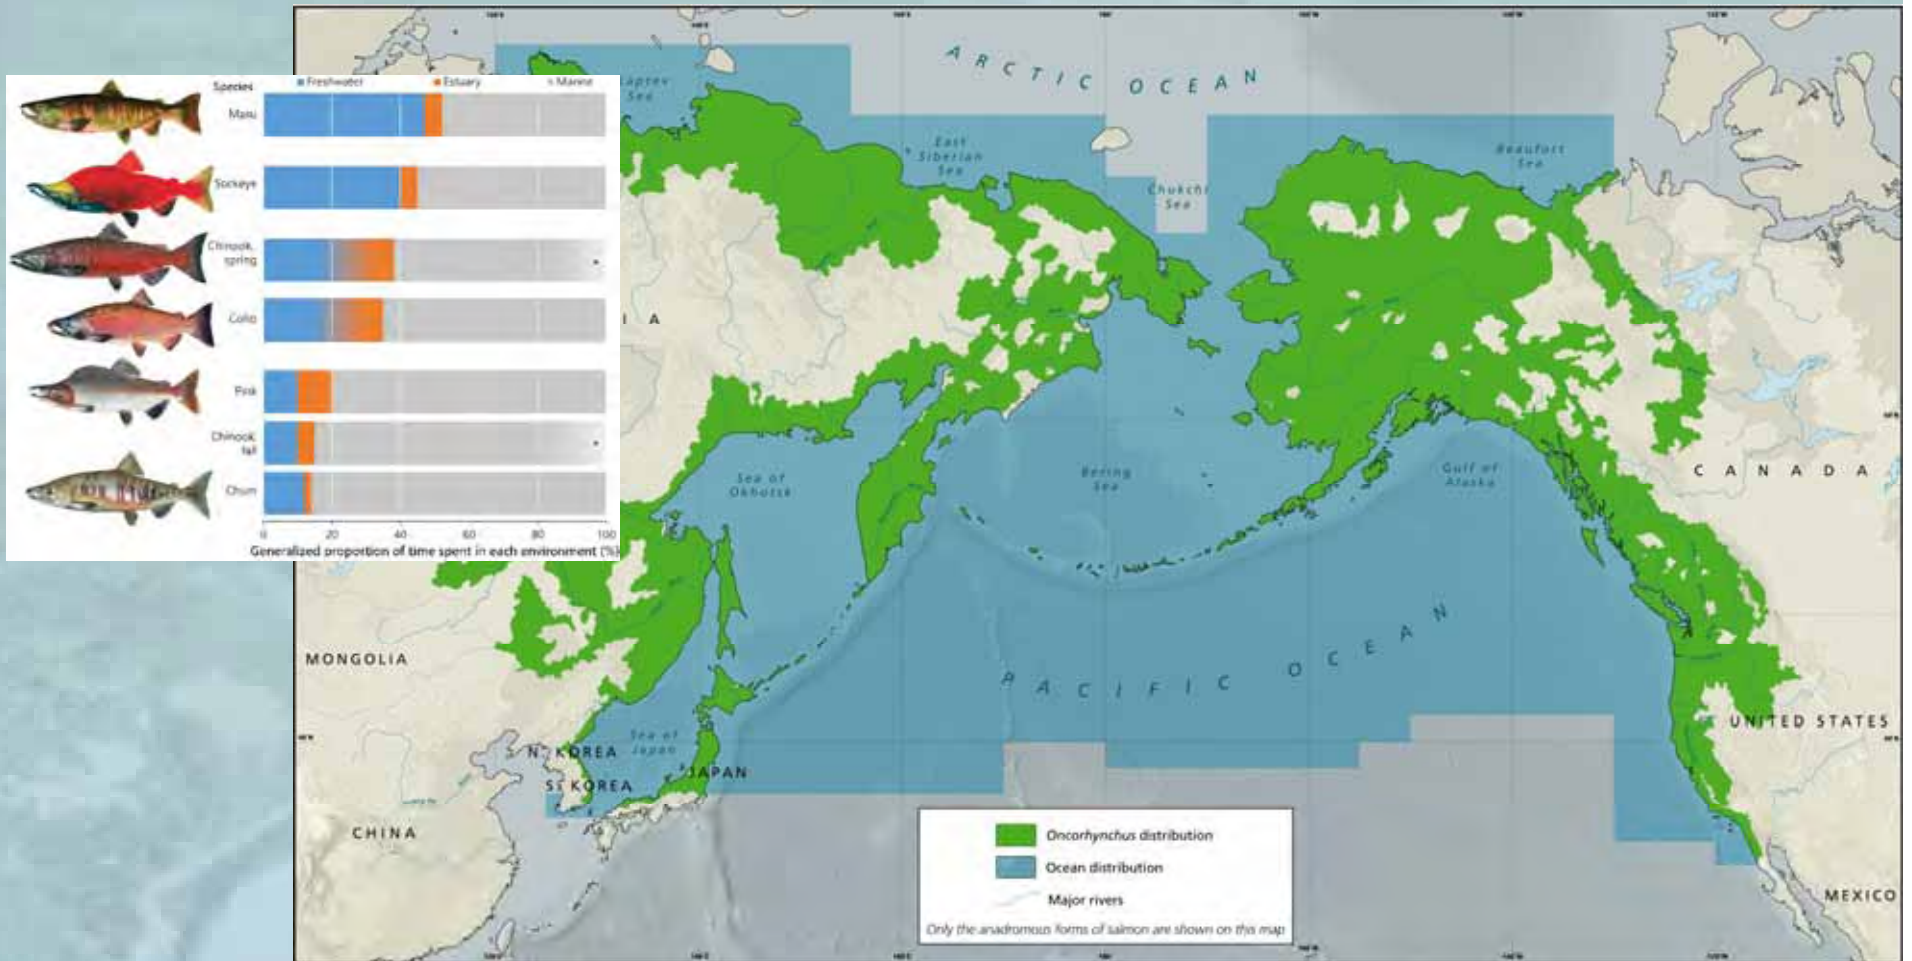 Species
Freshwater
Estuary
Marine
Masu
Sockeye
Chinook,
spring
Coho
Pink
Chinook,
fall
Chum
0 20 40 60 80 100
Generalized proportion of time spent in each environment (%)
ARCTIC OCEAN
Laptev
Sea
East
Siberian
Sea
Chukchi
Sea
Beaufort
Sea
I A
Sea of
Okhotsk
Bering
Sea
Gulf of
Alaska
CANADA
MONGOLIA
PACIFIC OCEAN
UNITED STATES
N. KOREA
Sea of
Japan
S. KOREA
JAPAN
CHINA
MEXICO
Oncorhynchus distribution
Ocean distribution
Major rivers
Only the anadromous forms of salmon are shown on this map